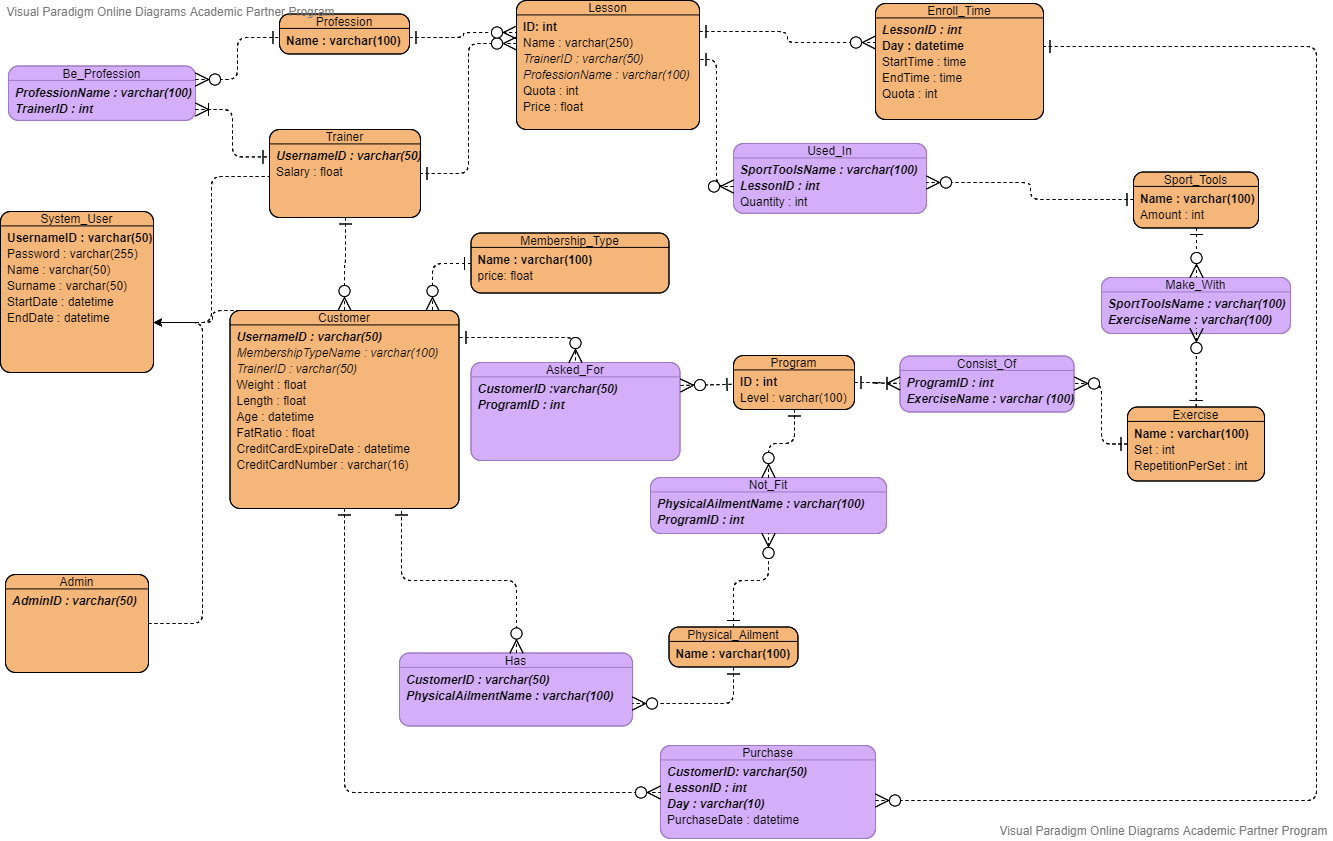 Visual Paradigm Online Diagrams Academic Partner Program
Profession
Name : varchar(100)
Lesson
ID: int
Name : varchar(250)
TrainerID : varchar(50)
ProfessionName : varchar(100)
Quota : int
Price : float
Enroll_Time
LessonID : int
Day : datetime
StartTime : time
EndTime : time
Quota : int
Be_Profession
ProfessionName : varchar(100)
TrainerID : int
Trainer
UsernameID : varchar(50)
Salary : float
Used_In
SportToolsName : varchar(100)
LessonID : int
Quantity : int
Sport_Tools
Name : varchar(100)
Amount : int
System_User
UsernameID : varchar(50)
Password : varchar(255)
Name : varchar(50)
Surname : varchar(50)
StartDate : datetime
EndDate : datetime
Membership_Type
Name : varchar(100)
price: float
Make_With
SportToolsName : varchar(100)
ExerciseName : varchar(100)
Customer
UsernameID : varchar(50)
MembershipTypeName : varchar(100)
TrainerID : varchar(50)
Weight : float
Length : float
Age : datetime
FatRatio : float
CreditCardExpireDate : datetime
CreditCardNumber : varchar(16)
Asked_For
CustomerID :varchar(50)
ProgramID : int
Program
ID : int
Level : varchar(100)
Consist_Of
ProgramID : int
ExerciseName : varchar (100)
Exercise
Name : varchar(100)
Set : int
RepetitionPerSet : int
Not_Fit
PhysicalAilmentName : varchar(100)
ProgramID : int
Admin
AdminID : varchar(50)
Physical_Ailment
Name : varchar(100)
Has
CustomerID : varchar(50)
PhysicalAilmentName : varchar(100)
Purchase
CustomerID: varchar(50)
LessonID : int
Day : varchar(10)
PurchaseDate : datetime
Visual Paradigm Online Diagrams Academic Partner Program